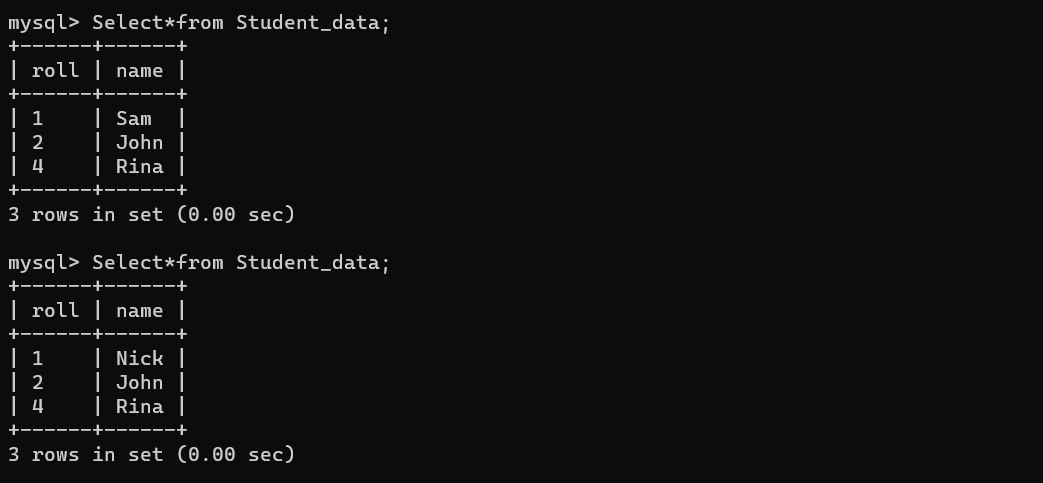 mysql> Select*from Student_data;
+------+------+
| roll | name |
+------+------+
| 1    | Sam  |
| 2    | John |
| 4    | Rina |
+------+------+
3 rows in set (0.00 sec)

mysql> Select*from Student_data;
+------+------+
| roll | name |
+------+------+
| 1    | Nick |
| 2    | John |
| 4    | Rina |
+------+------+
3 rows in set (0.00 sec)